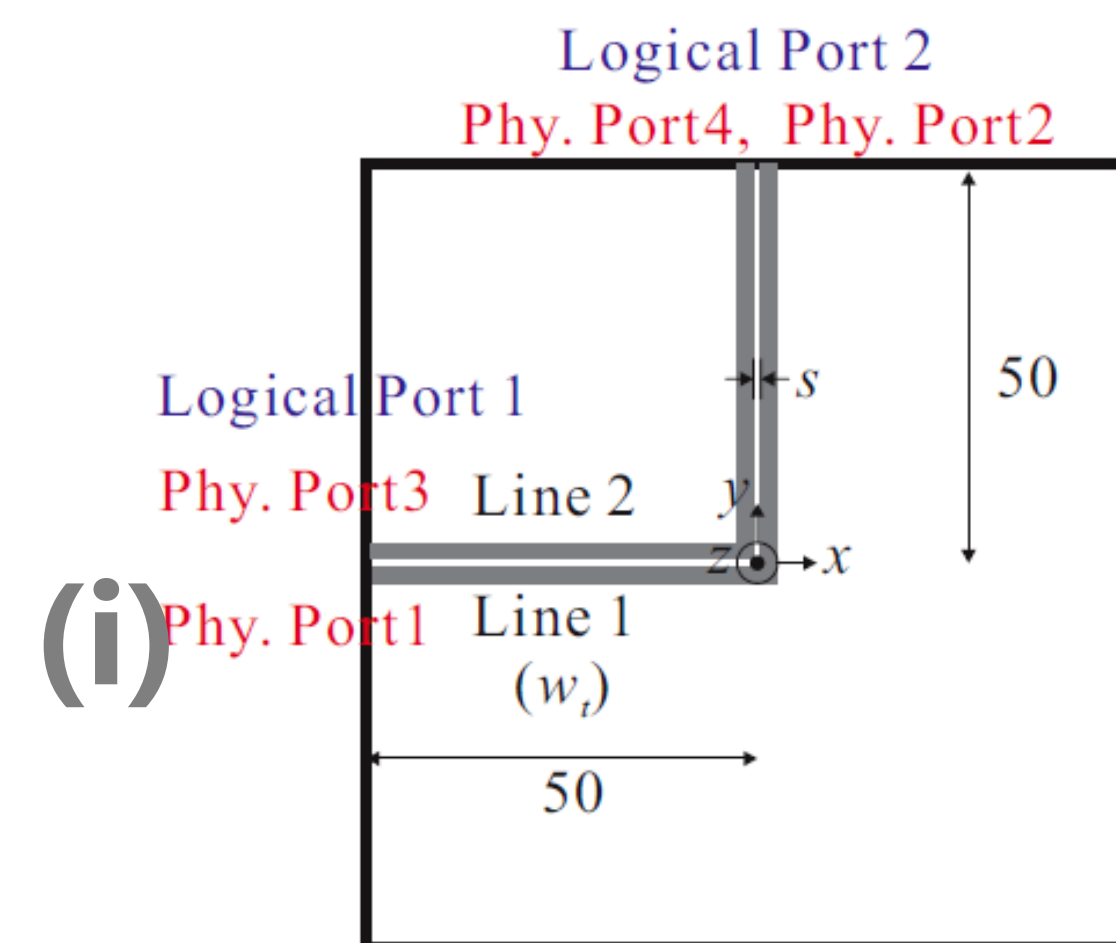 Logical Port 2
Phy. Port4, Phy. Port2
50
s
Logical Port 1
Phy. Port3
Line 2
y
z
x
(i)
Phy. Port1
Line 1
(wt)
50